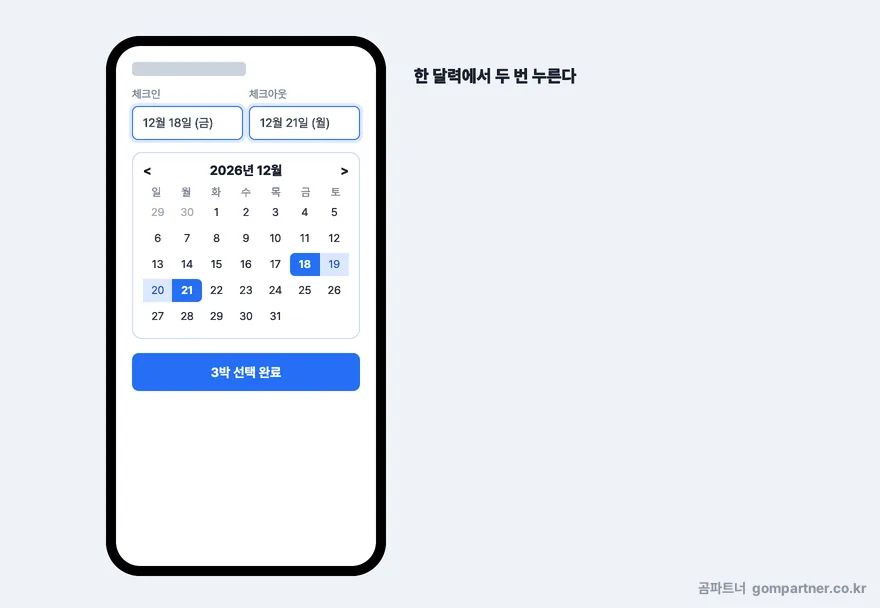 체크인 체크아웃
12월 18일 (금) 12월 21일 (월)
< 2026년 12월 >
일 월 화 수 목 금 토
29 30 1 2 3 4 5
6 7 8 9 10 11 12
13 14 15 16 17 18 19
20 21 22 23 24 25 26
27 28 29 30 31
3박 선택 완료
한 달력에서 두 번 누른다
곰파트너 gompartner.co.kr